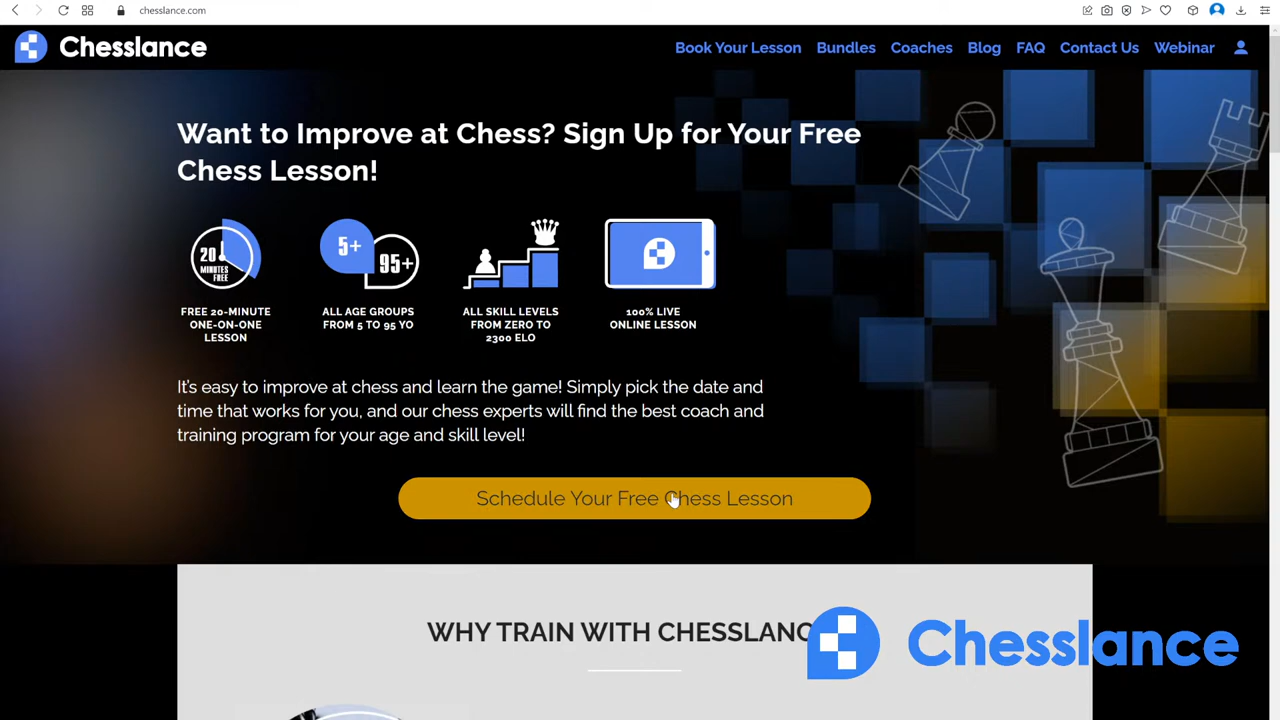 chesslance.com
Chesslance
Book Your Lesson Bundles Coaches Blog FAQ Contact Us Webinar
Want to Improve at Chess? Sign Up for Your Free
Chess Lesson!
20
MINUTES
FREE
5+
95+
FREE 20-MINUTE
ONE-ON-ONE
LESSON
ALL AGE GROUPS
FROM 5 TO 95 YO
ALL SKILL LEVELS
FROM ZERO TO
2300 ELO
100% LIVE
ONLINE LESSON
It's easy to improve at chess and learn the game! Simply pick the date and
time that works for you, and our chess experts will find the best coach and
training program for your age and skill level!
Schedule Your Free Chess Lesson
WHY TRAIN WITH CHESSLANC
Chesslance